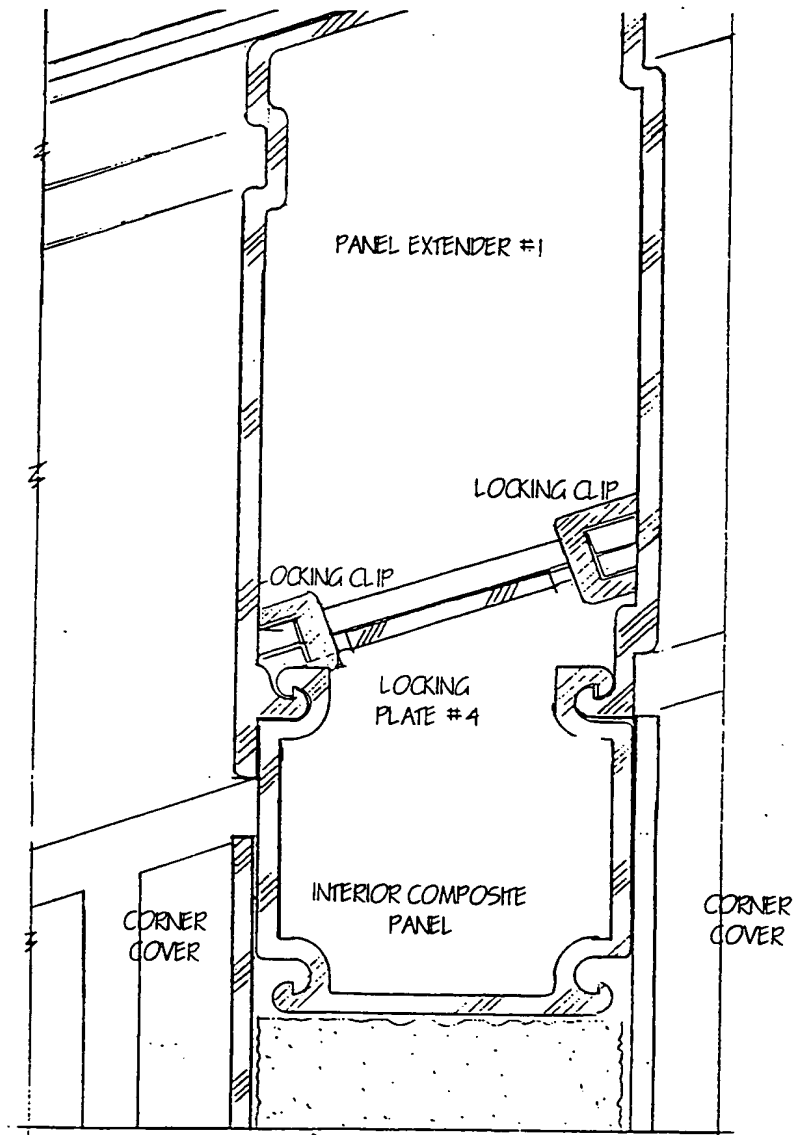 PANEL EXTENDER #1
LOCKING CLIP
OCKING CLIP
LOCKING
PLATE #4
INTERIOR COMPOSITE
PANEL
CORNER
COVER
CORNER
COVER